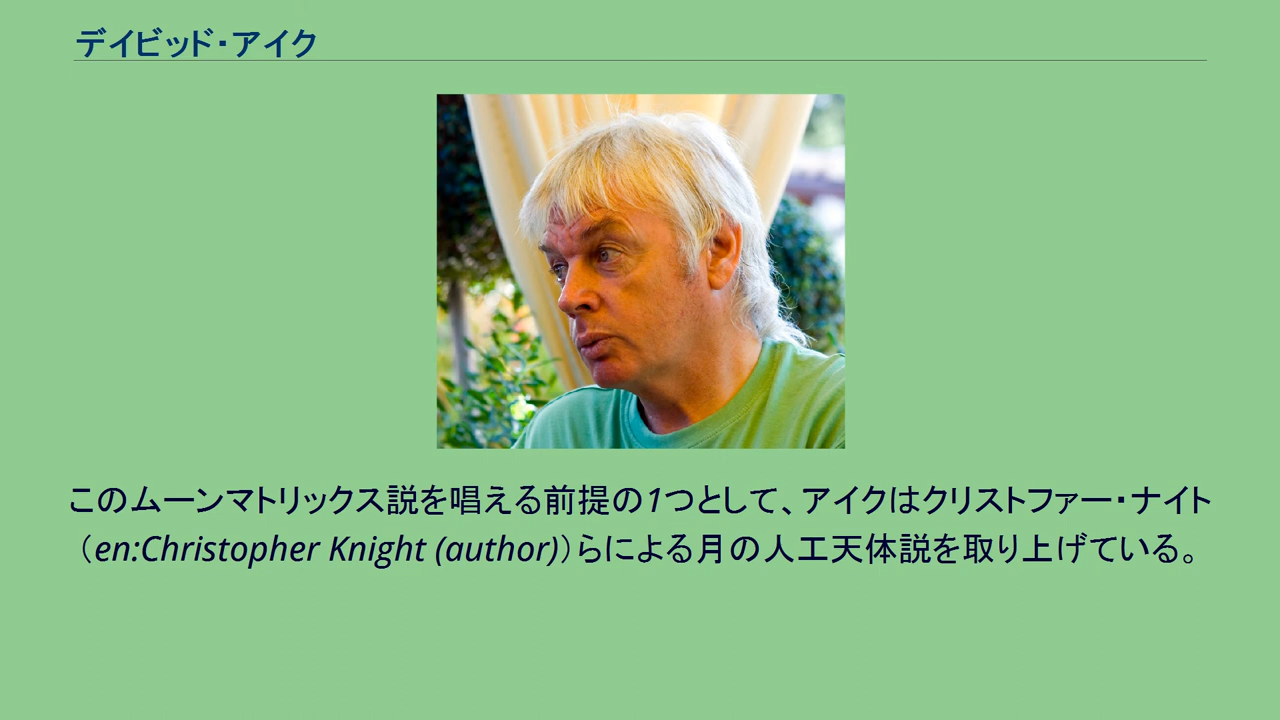 デイビッド・アイク
このムーンマトリックス説を唱える前提の1つとして、アイクはクリストファー・ナイト
（en:Christopher Knight (author)）らによる月の人工天体説を取り上げている。